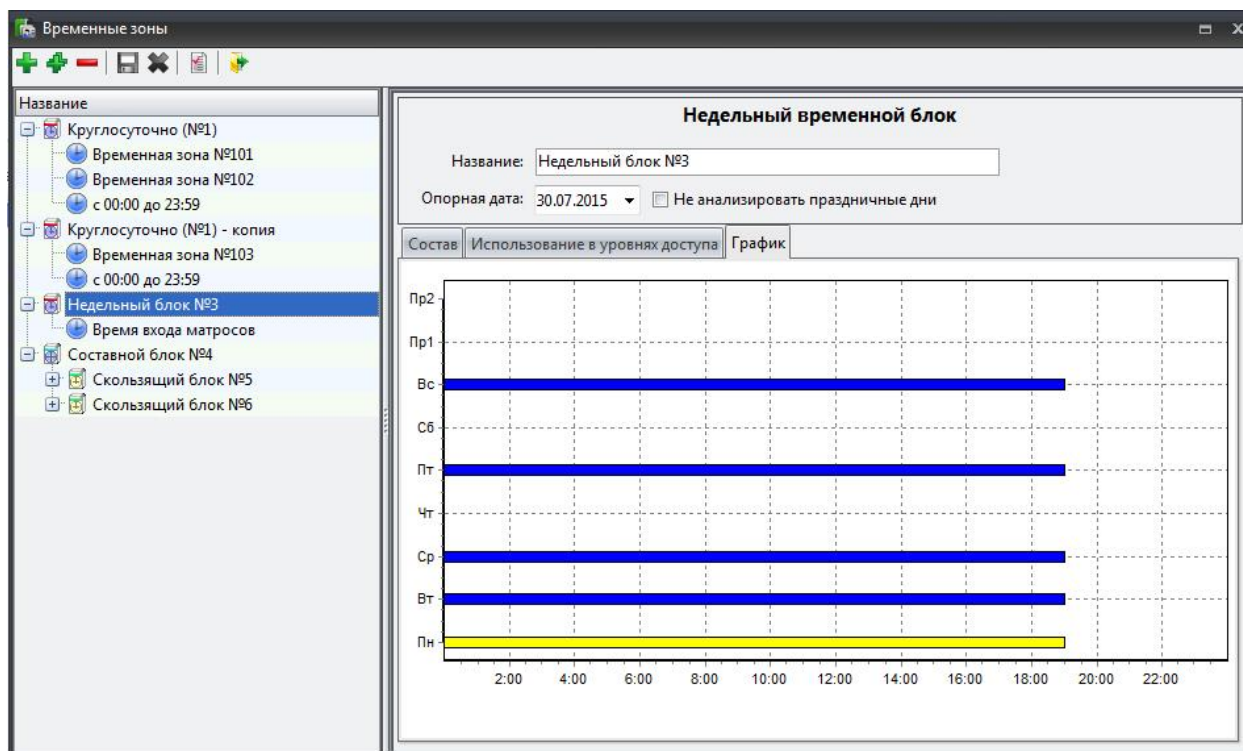 Временные зоны
Название
Круглосуточно (№1)
Временная зона №101
Временная зона №102
с 00:00 до 23:59
Круглосуточно (№1) - копия
Временная зона №103
с 00:00 до 23:59
Недельный блок №3
Время входа матросов
Составной блок №4
Скользящий блок №5
Скользящий блок №6
Недельный временной блок
Название: Недельный блок №3
Опорная дата: 30.07.2015 Не анализировать праздничные дни
Состав Использование в уровнях доступа График
Пр2
Пр1
Вс
Сб
Пт
Чт
Ср
Вт
Пн
2:00 4:00 6:00 8:00 10:00 12:00 14:00 16:00 18:00 20:00 22:00